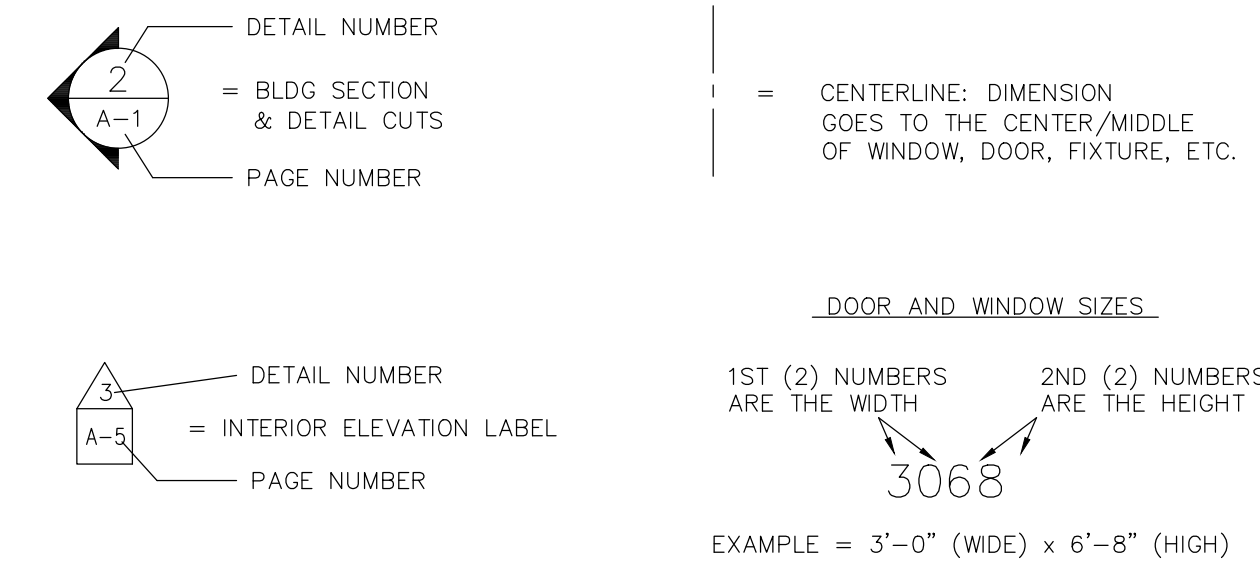 DETAIL NUMBER
2
= BLDG SECTION
& DETAIL CUTS
A-1
PAGE NUMBER
= CENTERLINE: DIMENSION
GOES TO THE CENTER/MIDDLE
OF WINDOW, DOOR, FIXTURE, ETC.
DETAIL NUMBER
3
A-5
= INTERIOR ELEVATION LABEL
PAGE NUMBER
DOOR AND WINDOW SIZES
1ST (2) NUMBERS
ARE THE WIDTH
2ND (2) NUMBERS
ARE THE HEIGHT
3068
EXAMPLE = 3'-0" (WIDE) x 6'-8" (HIGH)